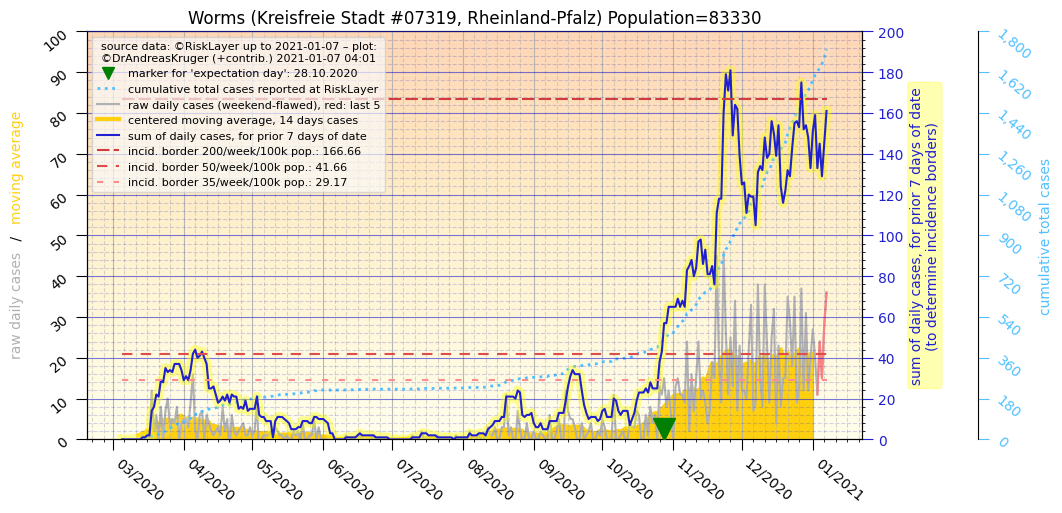 Worms (Kreisfreie Stadt #07319, Rheinland-Pfalz) Population=83330
source data: ©RiskLayer up to 2021-01-07 – plot:
©DrAndreasKruger (+contrib.) 2021-01-07 04:01
marker for 'expectation day': 28.10.2020
cumulative total cases reported at RiskLayer
raw daily cases (weekend-flawed), red: last 5
centered moving average, 14 days cases
sum of daily cases, for prior 7 days of date
incid. border 200/week/100k pop.: 166.66
incid. border 50/week/100k pop.: 41.66
incid. border 35/week/100k pop.: 29.17
raw daily cases / moving average
100
90
80
70
60
50
40
30
20
10
0
03/2020
04/2020
05/2020
06/2020
07/2020
08/2020
09/2020
10/2020
11/2020
12/2020
01/2021
200
180
160
140
120
100
80
60
40
20
0
sum of daily cases, for prior 7 days of date
(to determine incidence borders)
1,800
1,620
1,440
1,260
1,080
900
720
540
360
180
0
cumulative total cases